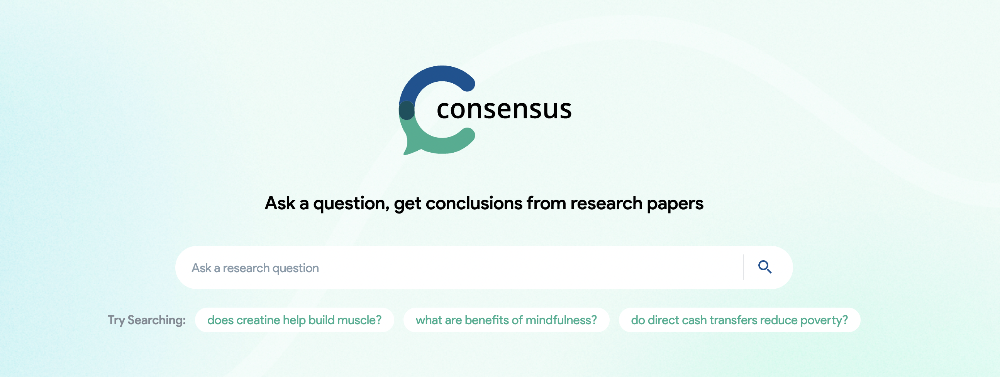 consensus
Ask a question, get conclusions from research papers
Ask a research question
Try Searching: does creatine help build muscle? what are benefits of mindfulness? do direct cash transfers reduce poverty?